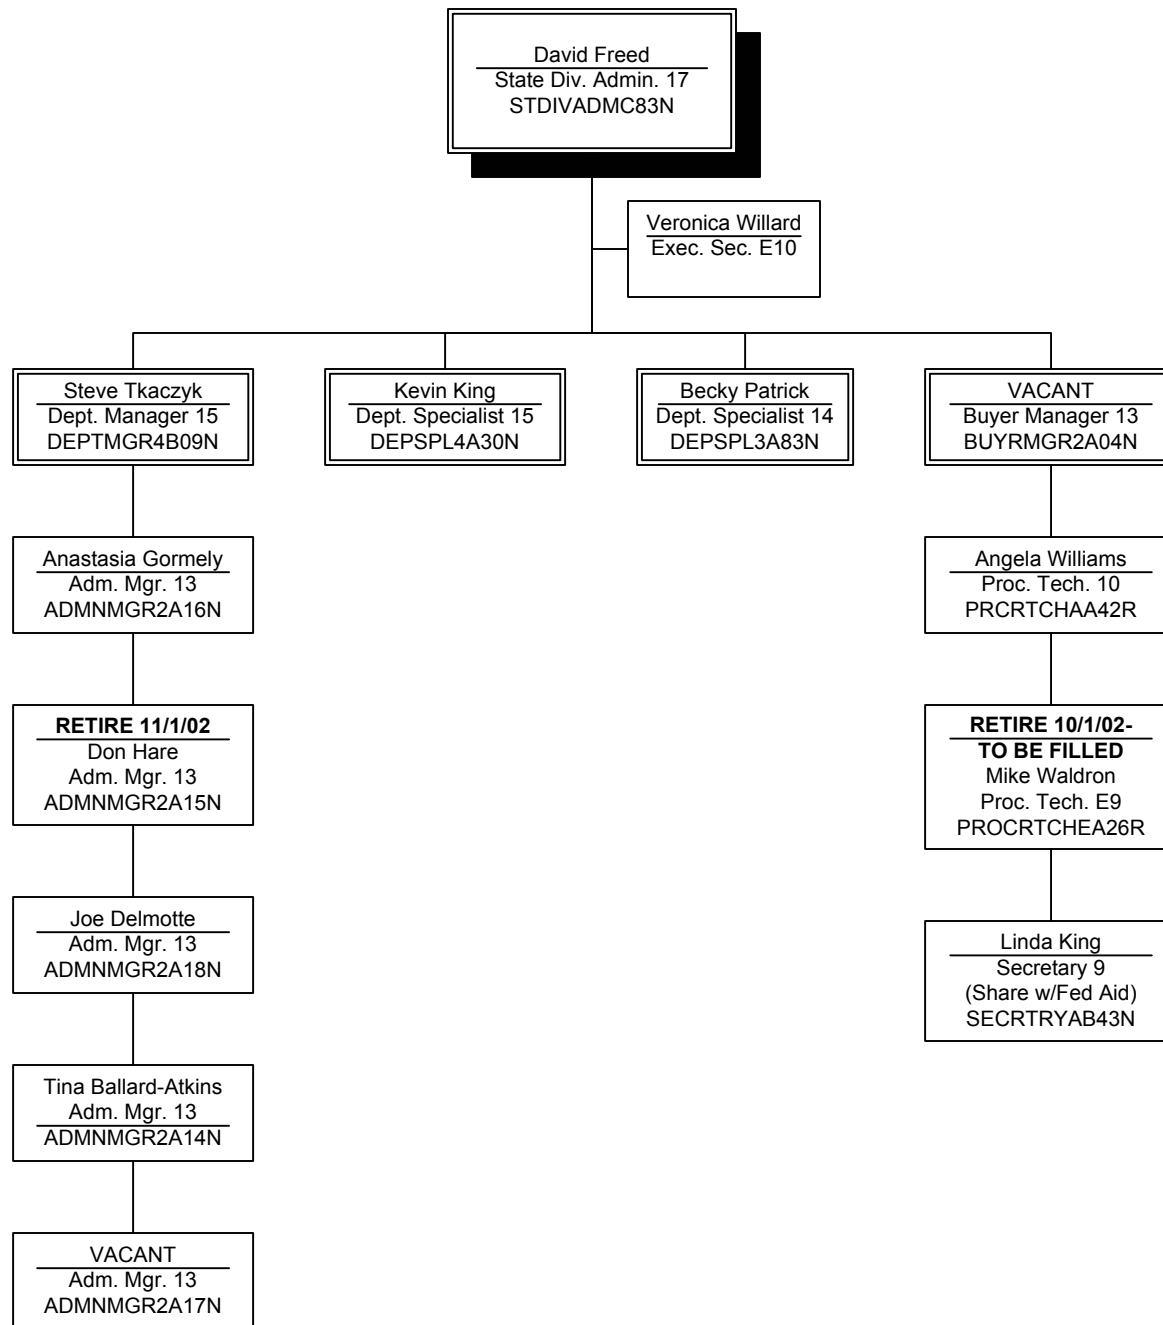 David Freed
State Div. Admin. 17
STDIVADMC83N
Veronica Willard
Exec. Sec. E10
Steve Tkaczyk
Dept. Manager 15
DEPTMGR4B09N
Kevin King
Dept. Specialist 15
DEPSPL4A30N
Becky Patrick
Dept. Specialist 14
DEPSPL3A83N
VACANT
Buyer Manager 13
BUYRMGR2A04N
Anastasia Gormely
Adm. Mgr. 13
ADMNMGR2A16N
Angela Williams
Proc. Tech. 10
PRCRTCHAA42R
RETIRE 11/1/02
Don Hare
Adm. Mgr. 13
ADMNMGR2A15N
RETIRE 10/1/02-
TO BE FILLED
Mike Waldron
Proc. Tech. E9
PROCRTCHEA26R
Joe Delmotte
Adm. Mgr. 13
ADMNMGR2A18N
Linda King
Secretary 9
(Share w/Fed Aid)
SECRTRYAB43N
Tina Ballard-Atkins
Adm. Mgr. 13
ADMNMGR2A14N
VACANT
Adm. Mgr. 13
ADMNMGR2A17N